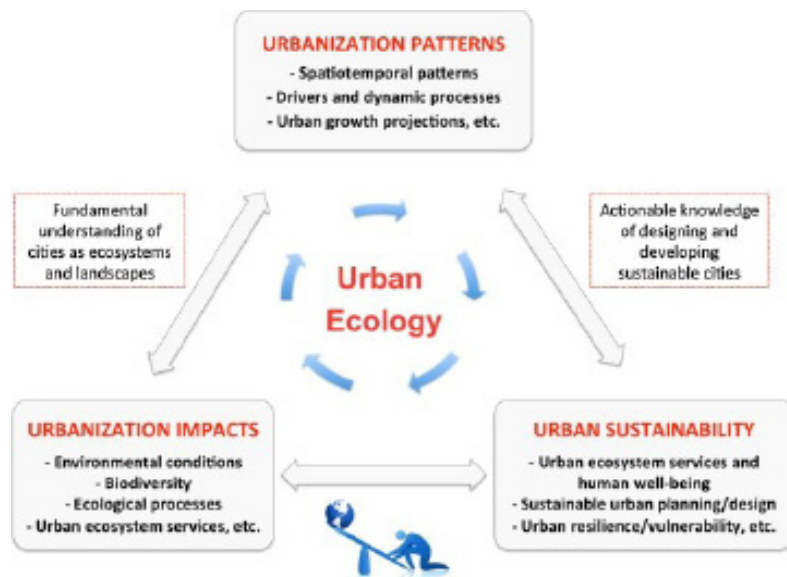 URBANIZATION PATTERNS
- Spatiotemporal patterns
- Drivers and dynamic processes
- Urban growth projections, etc.
Fundamental
understanding of
cities as ecosystems
and landscapes
Actionable knowledge
of designing and
developing
sustainable cities
Urban
Ecology
URBANIZATION IMPACTS
- Environmental conditions
- Biodiversity
- Ecological processes
- Urban ecosystem services, etc.
URBAN SUSTAINABILITY
- Urban ecosystem services and
human well-being
- Sustainable urban planning/design
- Urban resilience/vulnerability, etc.